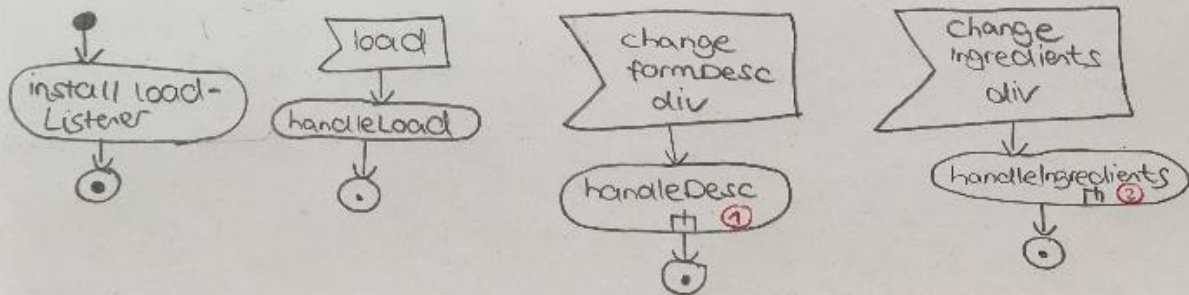 install load-
Listener
load
handleLoad
change
formDesc
div
handleDesc
1
change
Ingredients
div
handleIngredients
2